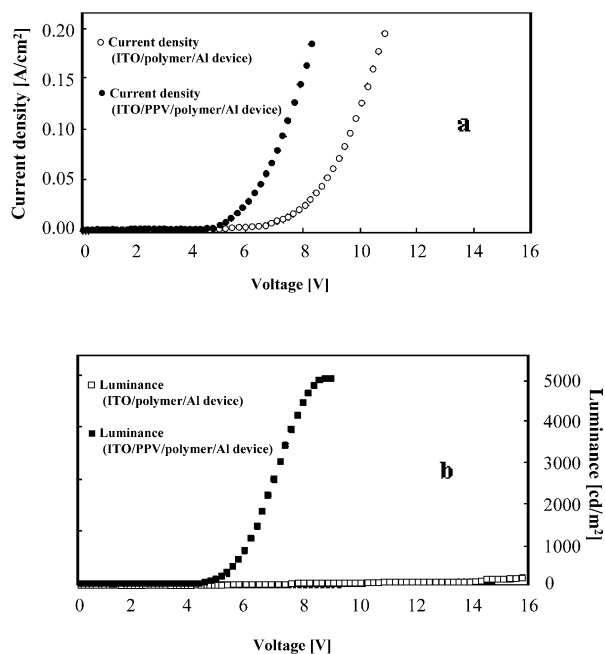 0.20
0.15
0.10
0.05
0.00
Current density [A/cm²]
Current density
(ITO/polymer/Al device)
Current density
(ITO/PPV/polymer/Al device)
a
0 2 4 6 8 10 12 14 16
Voltage [V]
Luminance
(ITO/polymer/Al device)
Luminance
(ITO/PPV/polymer/Al device)
b
5000
4000
3000
2000
1000
0
Luminance [cd/m²]
0 2 4 6 8 10 12 14 16
Voltage [V]